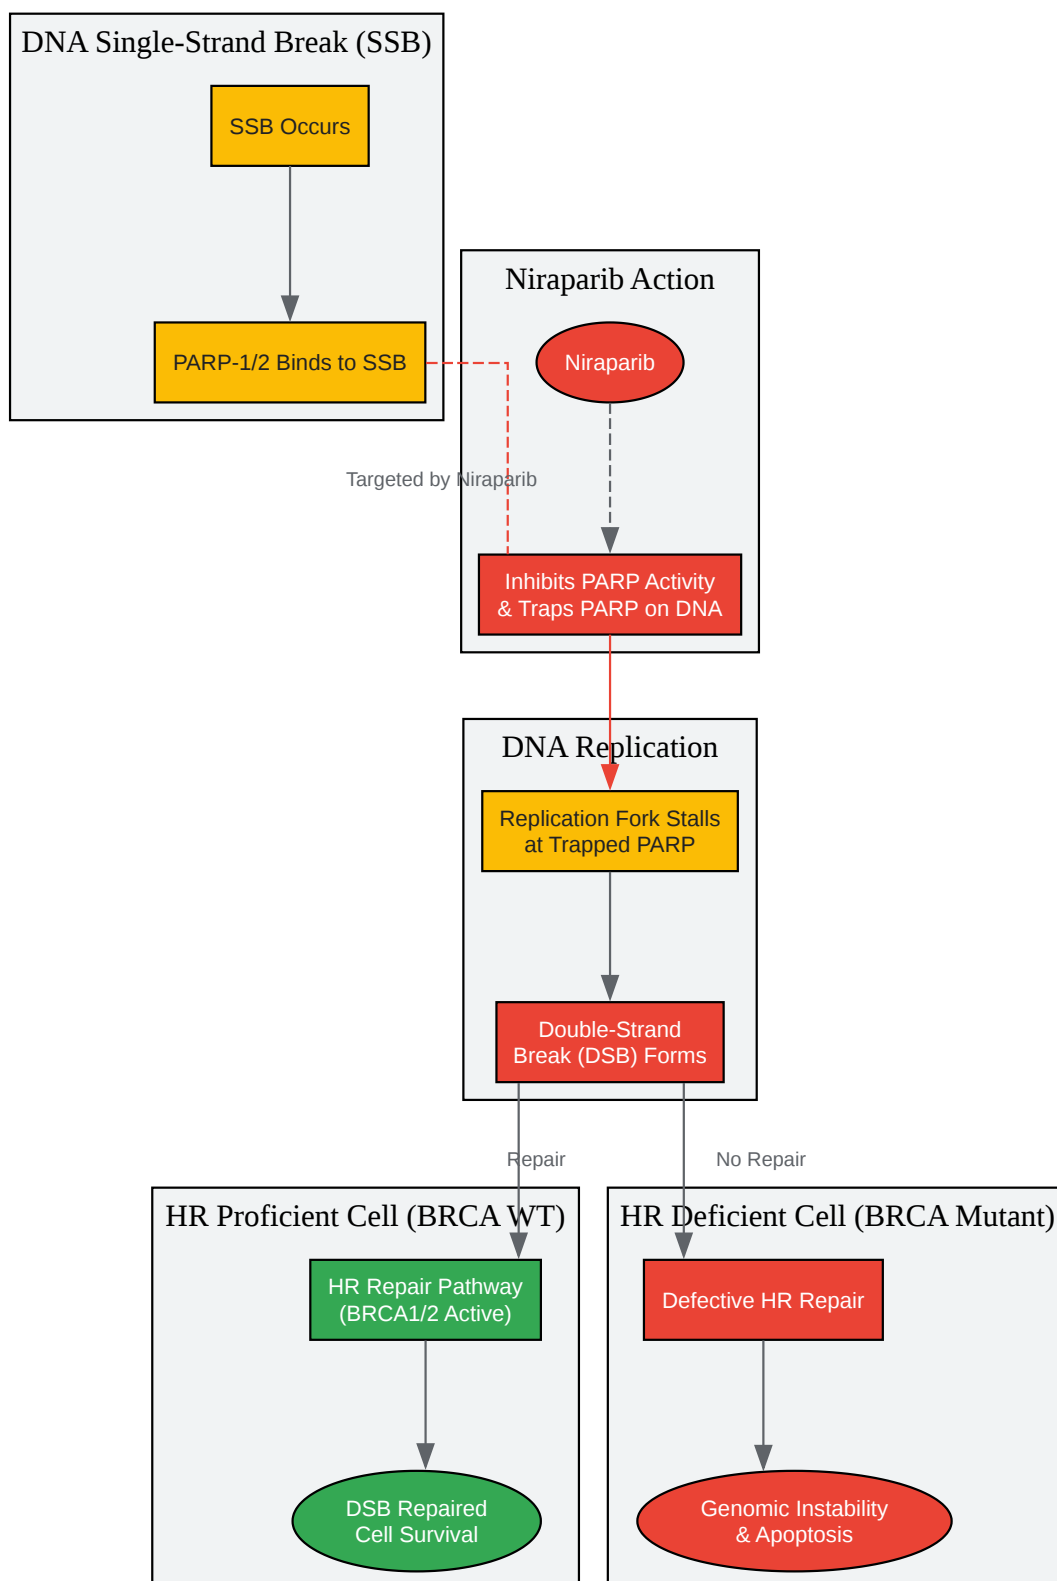 DNA Single-Strand Break (SSB)
SSB Occurs
PARP-1/2 Binds to SSB
Niraparib Action
Niraparib
Targeted by Niraparib
Inhibits PARP Activity
& Traps PARP on DNA
DNA Replication
Replication Fork Stalls
at Trapped PARP
Double-Strand
Break (DSB) Forms
Repair
No Repair
HR Proficient Cell (BRCA WT)
HR Repair Pathway
(BRCA1/2 Active)
DSB Repaired
Cell Survival
HR Deficient Cell (BRCA Mutant)
Defective HR Repair
Genomic Instability
& Apoptosis